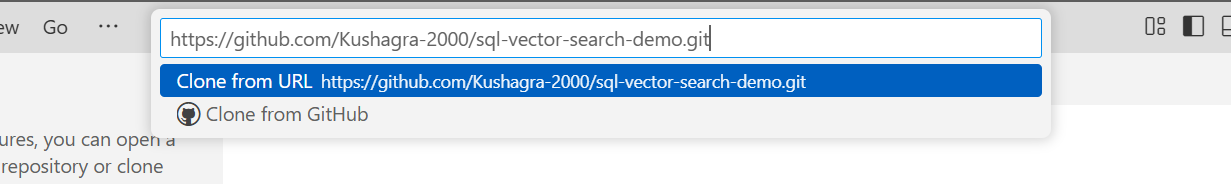 ew Go ...
https://github.com/Kushagra-2000/sql-vector-search-demo.git
Clone from URL https://github.com/Kushagra-2000/sql-vector-search-demo.git
Clone from GitHub
ures, you can open a
repository or clone